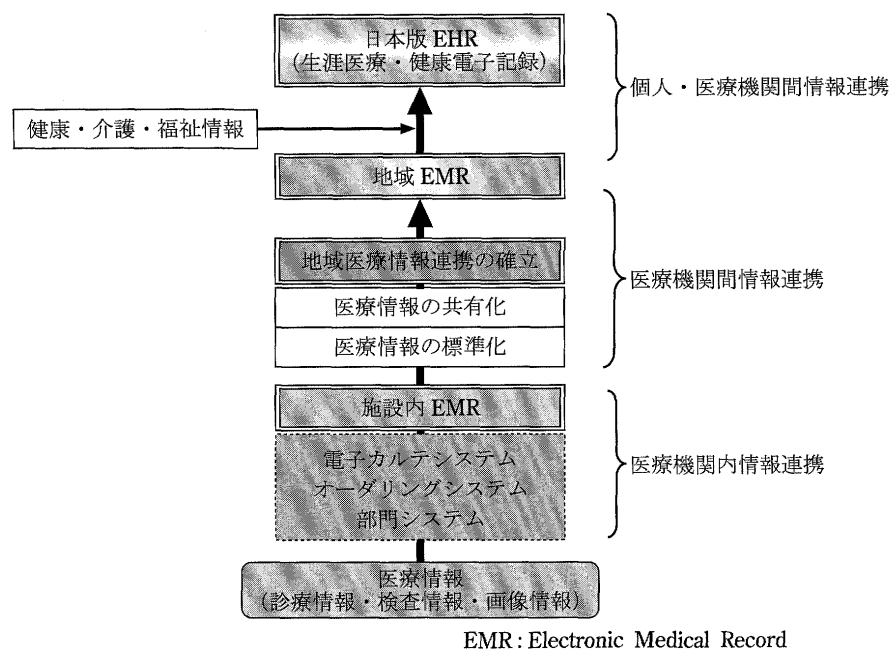 日本版 EHR
(生涯医療・健康電子記録)
個人・医療機関間情報連携
健康・介護・福祉情報
地域 EMR
地域医療情報連携の確立
医療機関間情報連携
医療情報の共有化
医療情報の標準化
施設内 EMR
電子カルテシステム
オーダリングシステム
部門システム
医療機関内情報連携
医療情報
(診療情報・検査情報・画像情報)
EMR : Electronic Medical Record